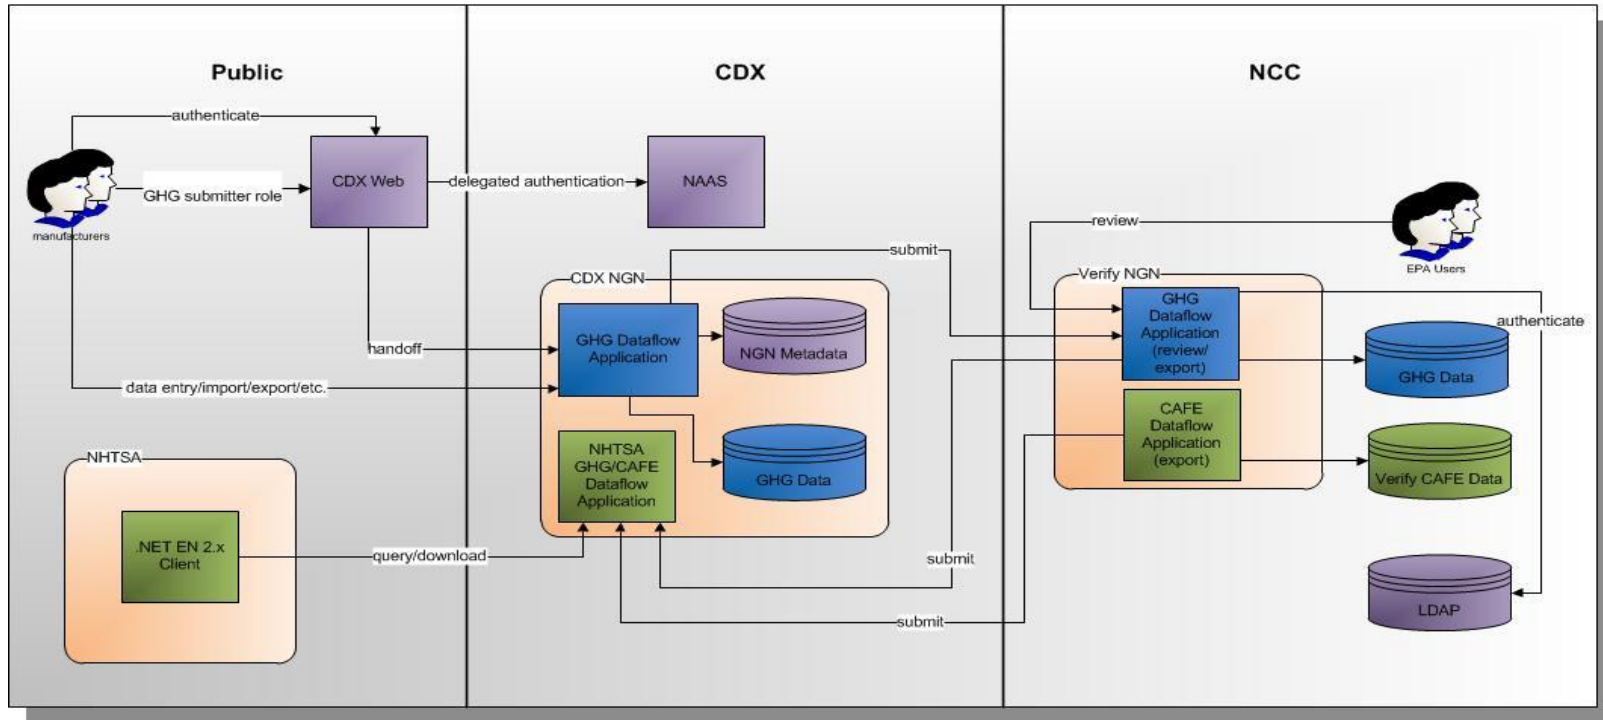 Public
CDX
NCC
authenticate
CDX Web
GHG submitter role
manufacturers
delegated authentication
NAAS
handoff
data entry/import/export/etc.
NHTSA
.NET EN 2.x
Client
query/download
submit
CDX NGN
GHG Dataflow
Application
NGN Metadata
NHTSA
GHG/CAFE
Dataflow
Application
GHG Data
submit
submit
review
EPA Users
Verify NGN
GHG
Dataflow
Application
(review/
export)
authenticate
GHG Data
CAFE
Dataflow
Application
(export)
Verify CAFE Data
LDAP